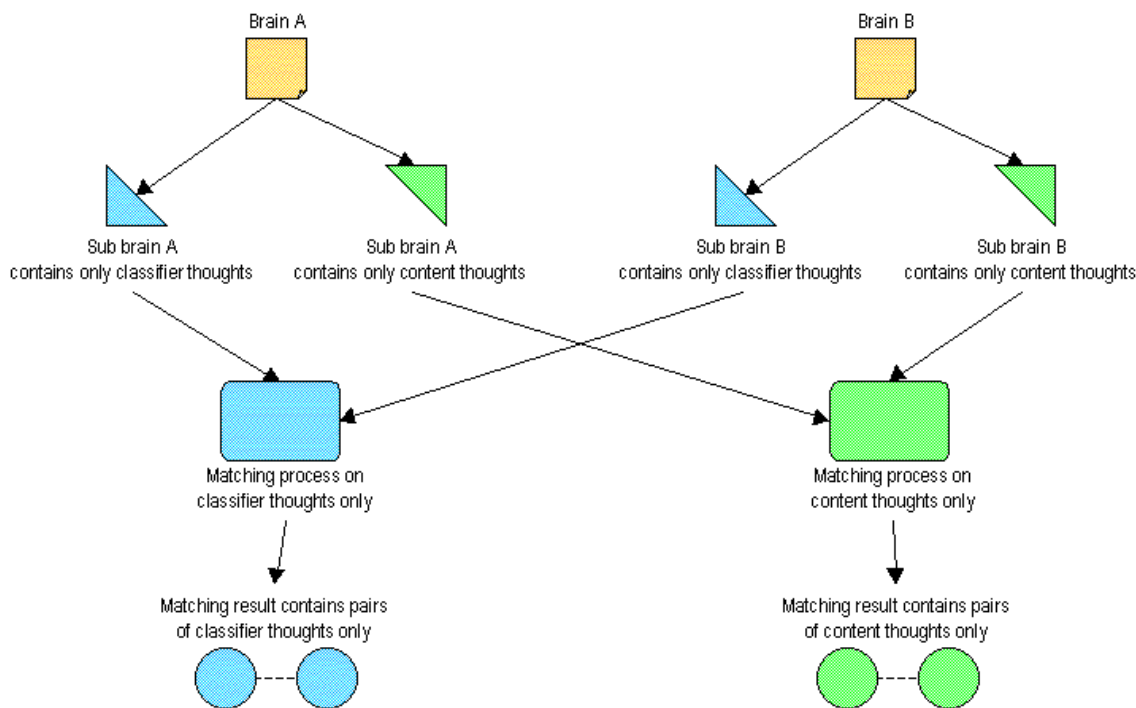 Brain A
Brain B
Sub brain A
contains only classifier thoughts
Sub brain A
contains only content thoughts
Sub brain B
contains only classifier thoughts
Sub brain B
contains only content thoughts
Matching process on
classifier thoughts only
Matching process on
content thoughts only
Matching result contains pairs
of classifier thoughts only
Matching result contains pairs
of content thoughts only